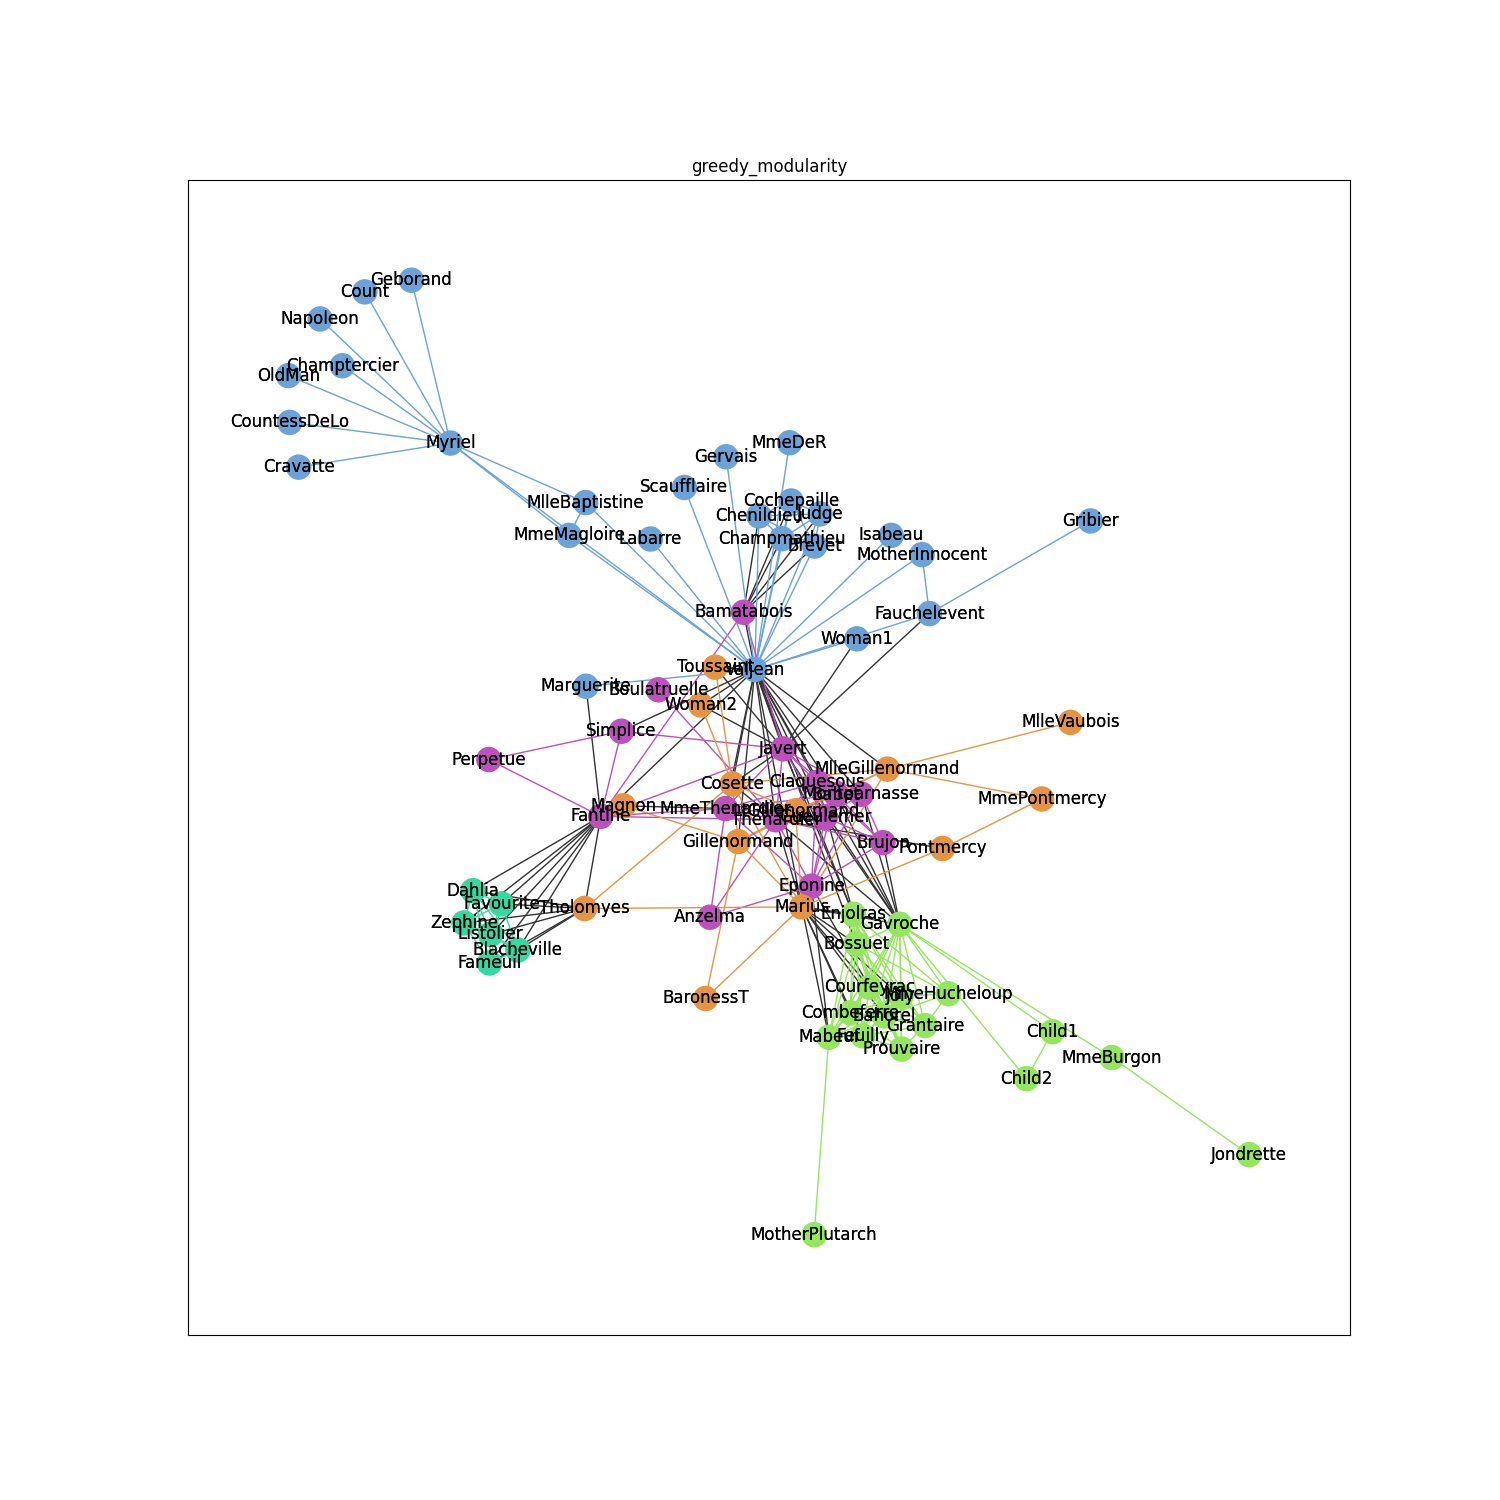 greedy_modularity
Geborand
Count
Napoleon
Champtercier
OldMan
CountessDeLo
Myriel
MmeDeR
Gervais
Cravatte
Scaufflaire
MlleBaptistine
Cochepaille
Chenildieu
Judge
Gribier
MmeMagloire
Labarre
Champmathieu
Isabeau
Brevet
MotherInnocent
Bamatabois
Fauchelevent
Woman1
Toussaint
Valjean
Marguerite
Boulatruelle
Woman2
MlleVaubois
Simplice
Javert
Perpetue
MlleGillenormand
Cosette
Claquesous
MmePontmercy
Magnon
MmeThenardier
Fantine
Thenardier
Gillenormand
Brujon
Pontmercy
Eponine
Dahlia
Favourite
Tholomyes
Marius
Enjolras
Anzelma
Zephine
Gavroche
Listolier
Bossuet
Blacheville
Fameuil
Courfeyrac
MmeHucheloup
BaronessT
Joly
Combeferre
Bahorel
Grantaire
Child1
Mabeuf
Feuilly
Prouvaire
MmeBurgon
Child2
Jondrette
MotherPlutarch